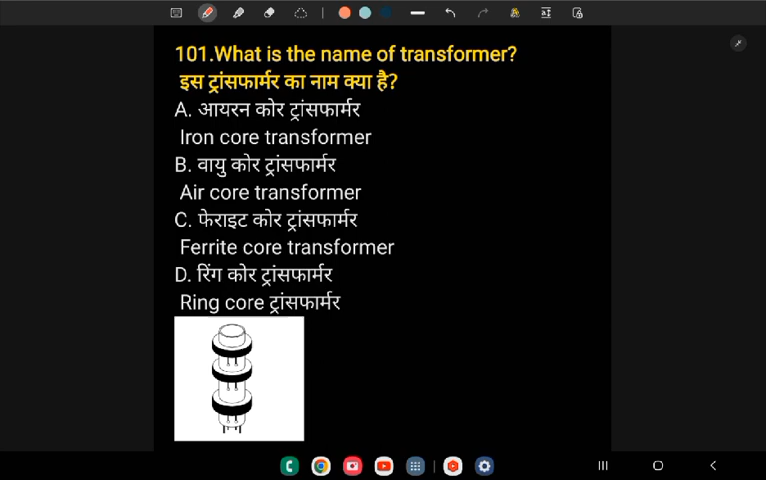 101.What is the name of transformer?
इस ट्रांसफार्मर का नाम क्या है?
A. आयरन कोर ट्रांसफार्मर
Iron core transformer
B. वायु कोर ट्रांसफार्मर
Air core transformer
C. फेराइट कोर ट्रांसफार्मर
Ferrite core transformer
D. रिंग कोर ट्रांसफार्मर
Ring core ट्रांसफार्मर